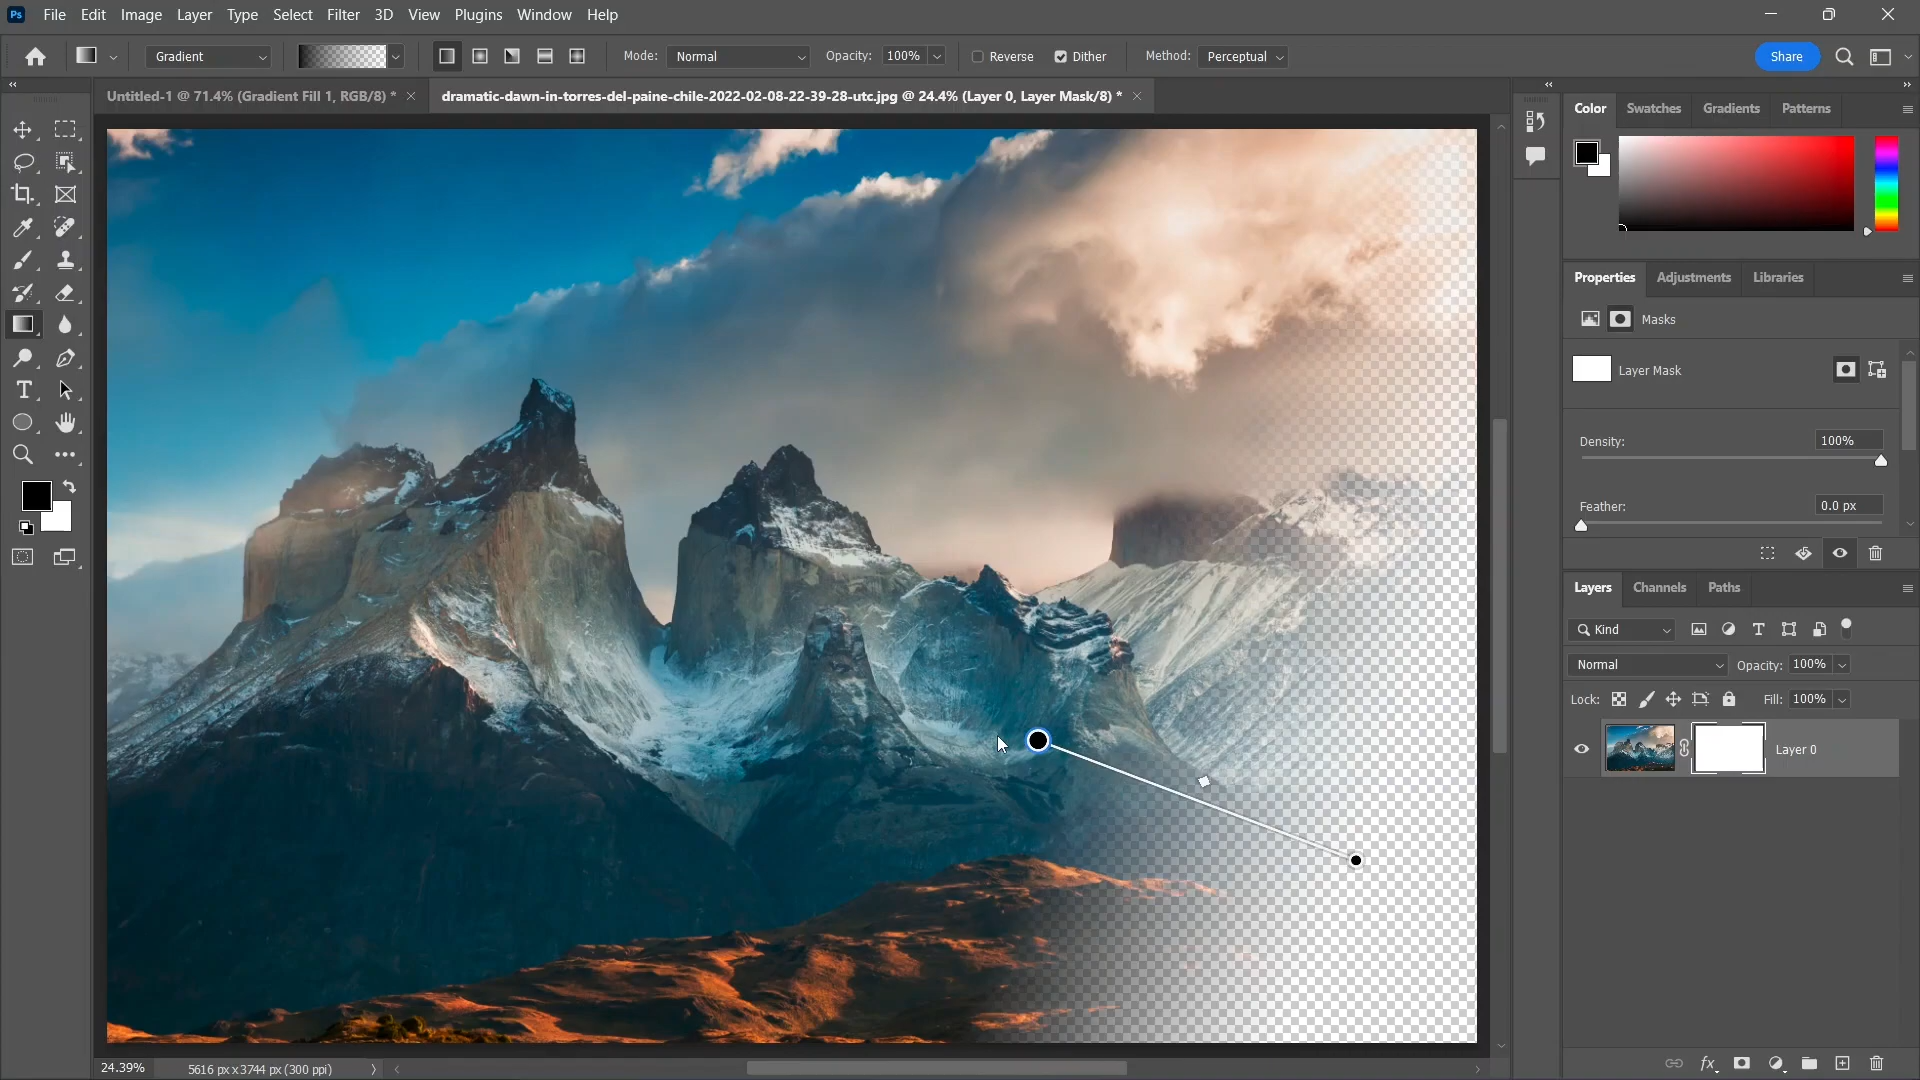 Ps File Edit Image Layer Type Select Filter 3D View Plugins Window Help
Gradient Mode: Normal Opacity: 100% Reverse Dither Method: Perceptual Share
Untitled-1 @ 71.4% (Gradient Fill 1, RGB/8) *
dramatic-dawn-in-torres-del-paine-chile-2022-02-08-22-39-28-utc.jpg @ 24.4% (Layer 0, Layer Mask/8) *
Color Swatches Gradients Patterns
Properties Adjustments Libraries
Masks
Layer Mask
Density: 100%
Feather: 0.0 px
Layers Channels Paths
Kind
Normal Opacity: 100%
Lock: Fill: 100%
Layer 0
fx
24.39% 5616 px x 3744 px (300 ppi)